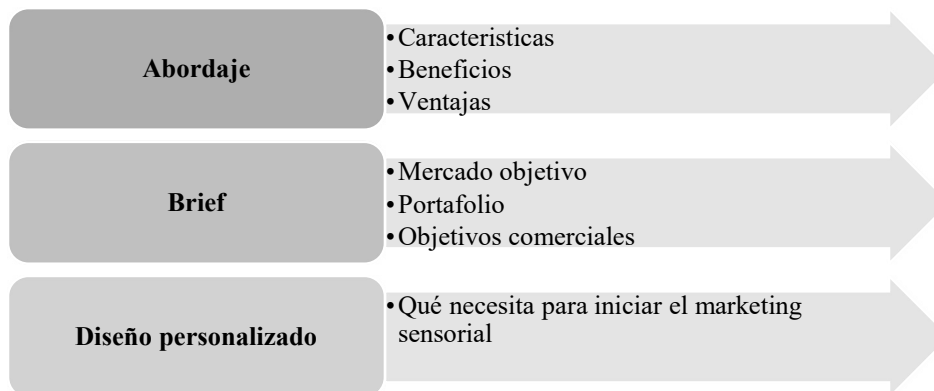 Abordaje
•Caracteristicas
•Beneficios
•Ventajas
Brief
•Mercado objetivo
•Portafolio
•Objetivos comerciales
Diseño personalizado
•Qué necesita para iniciar el marketing
sensorial